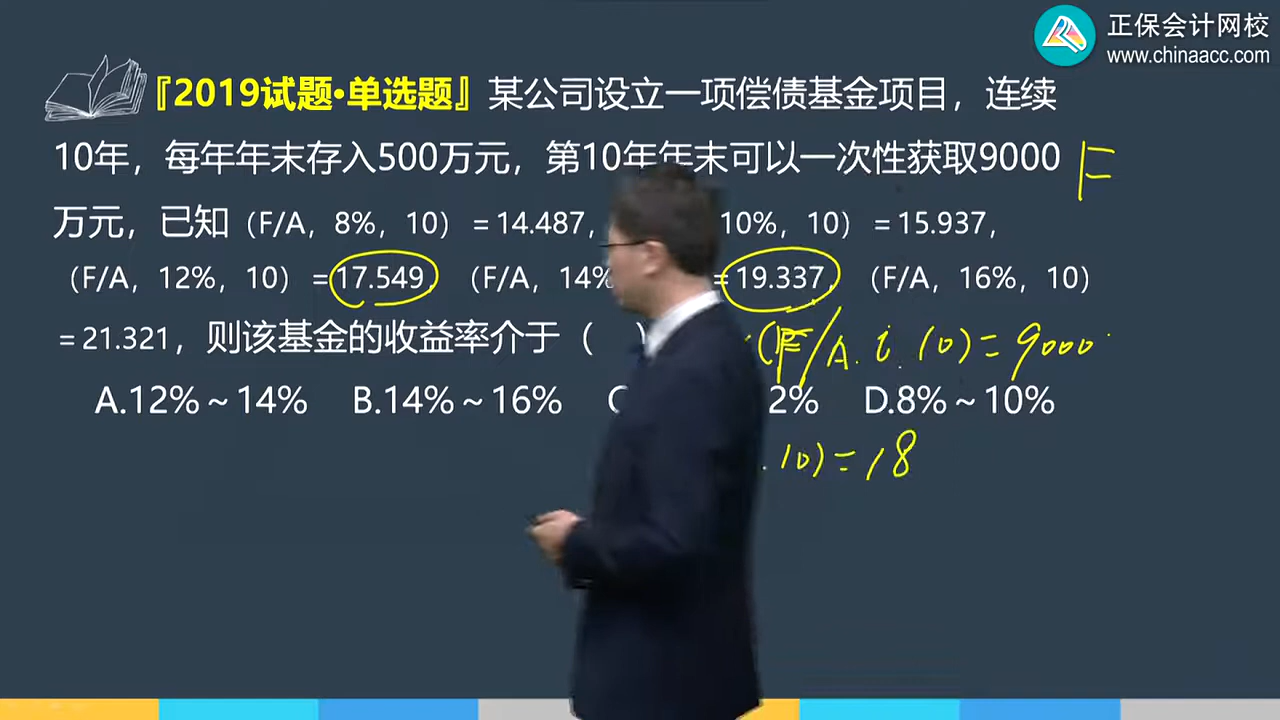 正保会计网校
www.chinaacc.com
『2019试题•单选题』某公司设立一项偿债基金项目，连续
10年，每年年末存入500万元，第10年年末可以一次性获取9000
F
万元，已知（F/A，8%，10）=14.487， 10%，10）=15.937，
（F/A，12%，10）=17.549，（F/A，14% =19.337，（F/A，16%，10）
=21.321，则该基金的收益率介于（ ）
(F/A. i. 10)=9000
A.12%～14% B.14%～16% 2% D.8%～10%
. 10)=18